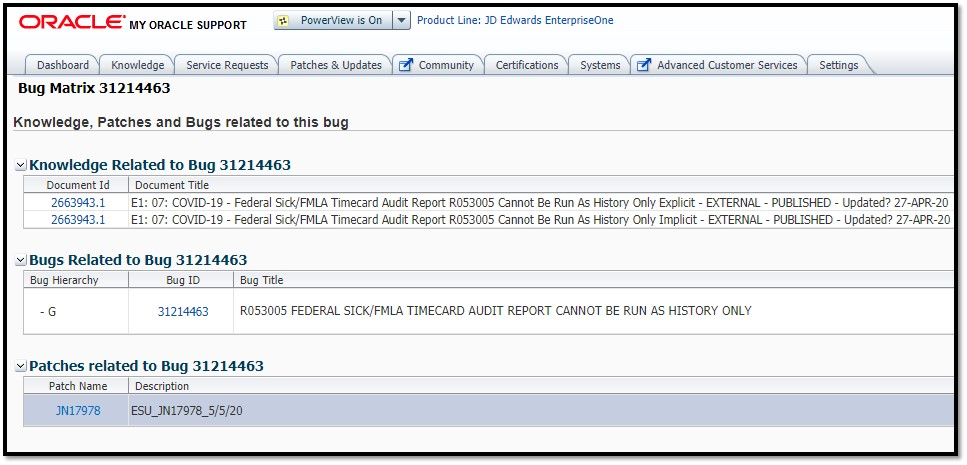 ORACLE MY ORACLE SUPPORT PowerView is On Product Line: JD Edwards EnterpriseOne
Dashboard Knowledge Service Requests Patches & Updates Community Certifications Systems Advanced Customer Services Settings
Bug Matrix 31214463
Knowledge, Patches and Bugs related to this bug
Knowledge Related to Bug 31214463
Document Id Document Title
2663943.1 E1: 07: COVID-19 - Federal Sick/FMLA Timecard Audit Report R053005 Cannot Be Run As History Only Explicit - EXTERNAL - PUBLISHED - Updated? 27-APR-20
2663943.1 E1: 07: COVID-19 - Federal Sick/FMLA Timecard Audit Report R053005 Cannot Be Run As History Only Implicit - EXTERNAL - PUBLISHED - Updated? 27-APR-20
Bugs Related to Bug 31214463
Bug Hierarchy Bug ID Bug Title
- G 31214463 R053005 FEDERAL SICK/FMLA TIMECARD AUDIT REPORT CANNOT BE RUN AS HISTORY ONLY
Patches related to Bug 31214463
Patch Name Description
JN17978 ESU_JN17978_5/5/20